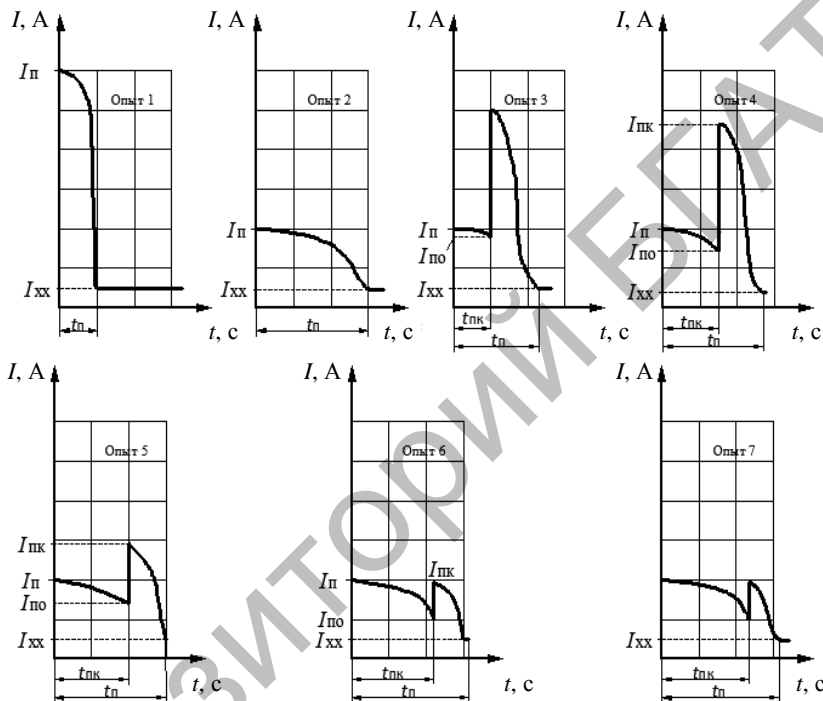 I, А
Опыт 1
Iп
Iхх
tп
t, с
I, А
Опыт 2
Iп
Iхх
tп
t, с
I, А
Опыт 3
Iп
Iпо
Iхх
tпк
tп
t, с
I, А
Опыт 4
Iпк
Iп
Iпо
Iхх
tпк
tп
t, с
I, А
Опыт 5
Iпк
Iп
Iпо
Iхх
tпк
tп
t, с
I, А
Опыт 6
Iп
Iпк
Iпо
Iхх
tпк
tп
t, с
I, А
Опыт 7
Iхх
tпк
tп
t, с
зиторий БГАТ